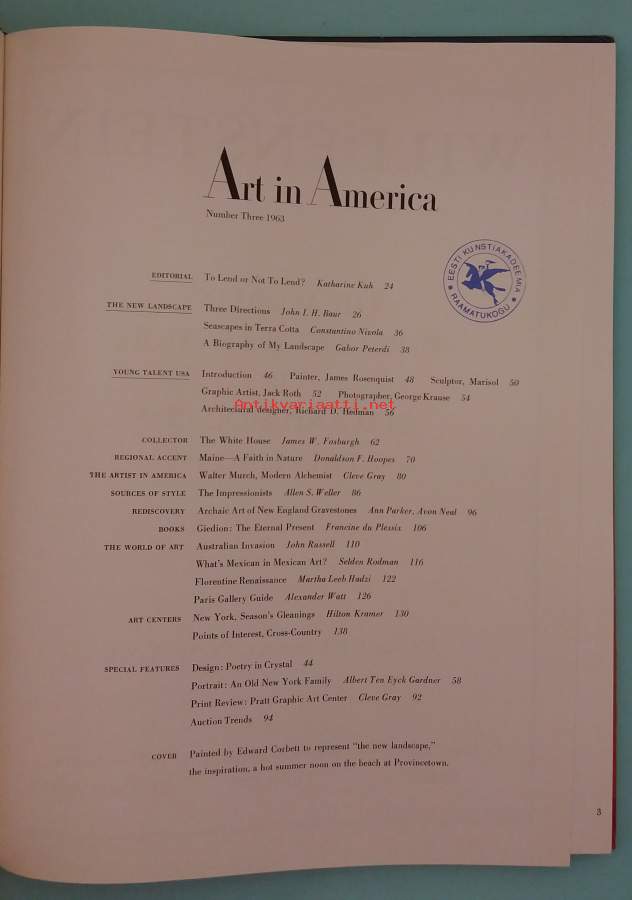 Art in America
Number Three 1963
EESTI KUNSTIAKADEEMIA
RAAMATUKOGU
EDITORIAL To Lend or Not To Lend? Katharine Kuh 24
THE NEW LANDSCAPE Three Directions John I. H. Baur 26
Seascapes in Terra Cotta Constantino Nivola 36
A Biography of My Landscape Gabor Peterdi 38
YOUNG TALENT USA Introduction 46 Painter, James Rosenquist 48 Sculptor, Marisol 50
Graphic Artist, Jack Roth 52 Photographer, George Krause 54
Antikvariaatti.net
Architectural designer, Richard D. Hedman 56
COLLECTOR The White House James W. Fosburgh 62
REGIONAL ACCENT Maine—A Faith in Nature Donaldson F. Hoopes 70
THE ARTIST IN AMERICA Walter Murch, Modern Alchemist Cleve Gray 80
SOURCES OF STYLE The Impressionists Allen S. Weller 86
REDISCOVERY Archaic Art of New England Gravestones Ann Parker, Avon Neal 96
BOOKS Giedion: The Eternal Present Francine du Plessix 106
THE WORLD OF ART Australian Invasion John Russell 110
What's Mexican in Mexican Art? Selden Rodman 116
Florentine Renaissance Martha Leeb Hadzi 122
Paris Gallery Guide Alexander Watt 126
ART CENTERS New York, Season's Gleanings Hilton Kramer 130
Points of Interest, Cross-Country 138
SPECIAL FEATURES Design: Poetry in Crystal 44
Portrait: An Old New York Family Albert Ten Eyck Gardner 58
Print Review: Pratt Graphic Art Center Cleve Gray 92
Auction Trends 94
COVER Painted by Edward Corbett to represent "the new landscape,"
the inspiration, a hot summer noon on the beach at Provincetown.
3